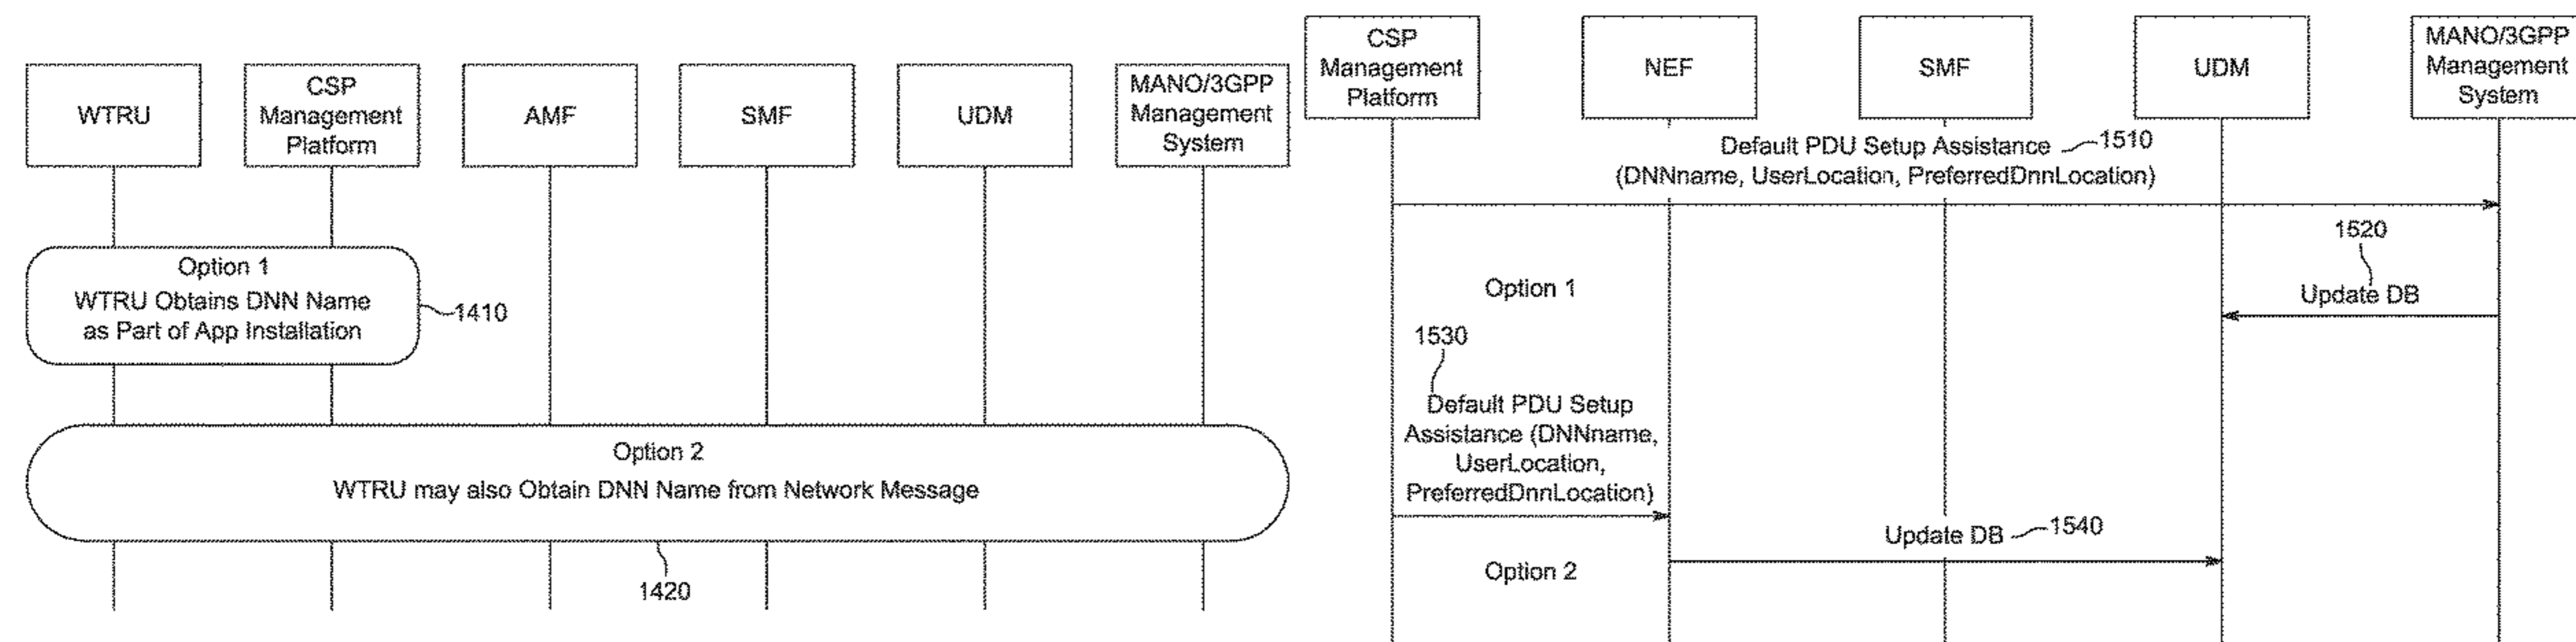 WTRU
CSP
Management
Platform
AMF
SMF
UDM
MANO/3GPP
Management
System
Option 1
WTRU Obtains DNN Name
as Part of App Installation
1410
Option 2
WTRU may also Obtain DNN Name from Network Message
1420
CSP
Management
Platform
NEF
SMF
UDM
MANO/3GPP
Management
System
Default PDU Setup Assistance
1510
(DNNname, UserLocation, PreferredDnnLocation)
1520
Update DB
Option 1
1530
Default PDU Setup
Assistance (DNNname,
UserLocation,
PreferredDnnLocation)
Update DB
1540
Option 2